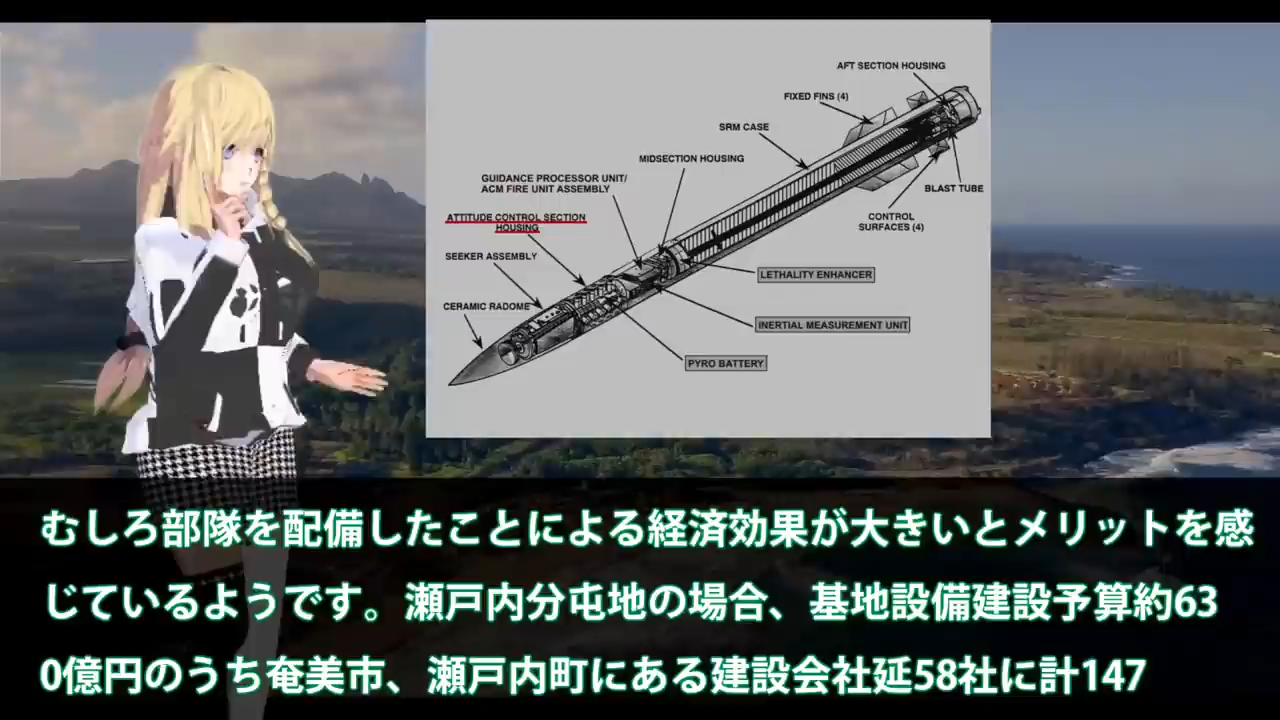 AFT SECTION HOUSING
FIXED FINS (4)
SRM CASE
MIDSECTION HOUSING
GUIDANCE PROCESSOR UNIT/
ACM FIRE UNIT ASSEMBLY
BLAST TUBE
ATTITUDE CONTROL SECTION
HOUSING
CONTROL
SURFACES (4)
SEEKER ASSEMBLY
LETHALITY ENHANCER
CERAMIC RADOME
INERTIAL MEASUREMENT UNIT
PYRO BATTERY
むしろ部隊を配備したことによる経済効果が大きいとメリットを感
じているようです。瀬戸内分屯地の場合、基地設備建設予算約63
0億円のうち奄美市、瀬戸内町にある建設会社延58社に計147